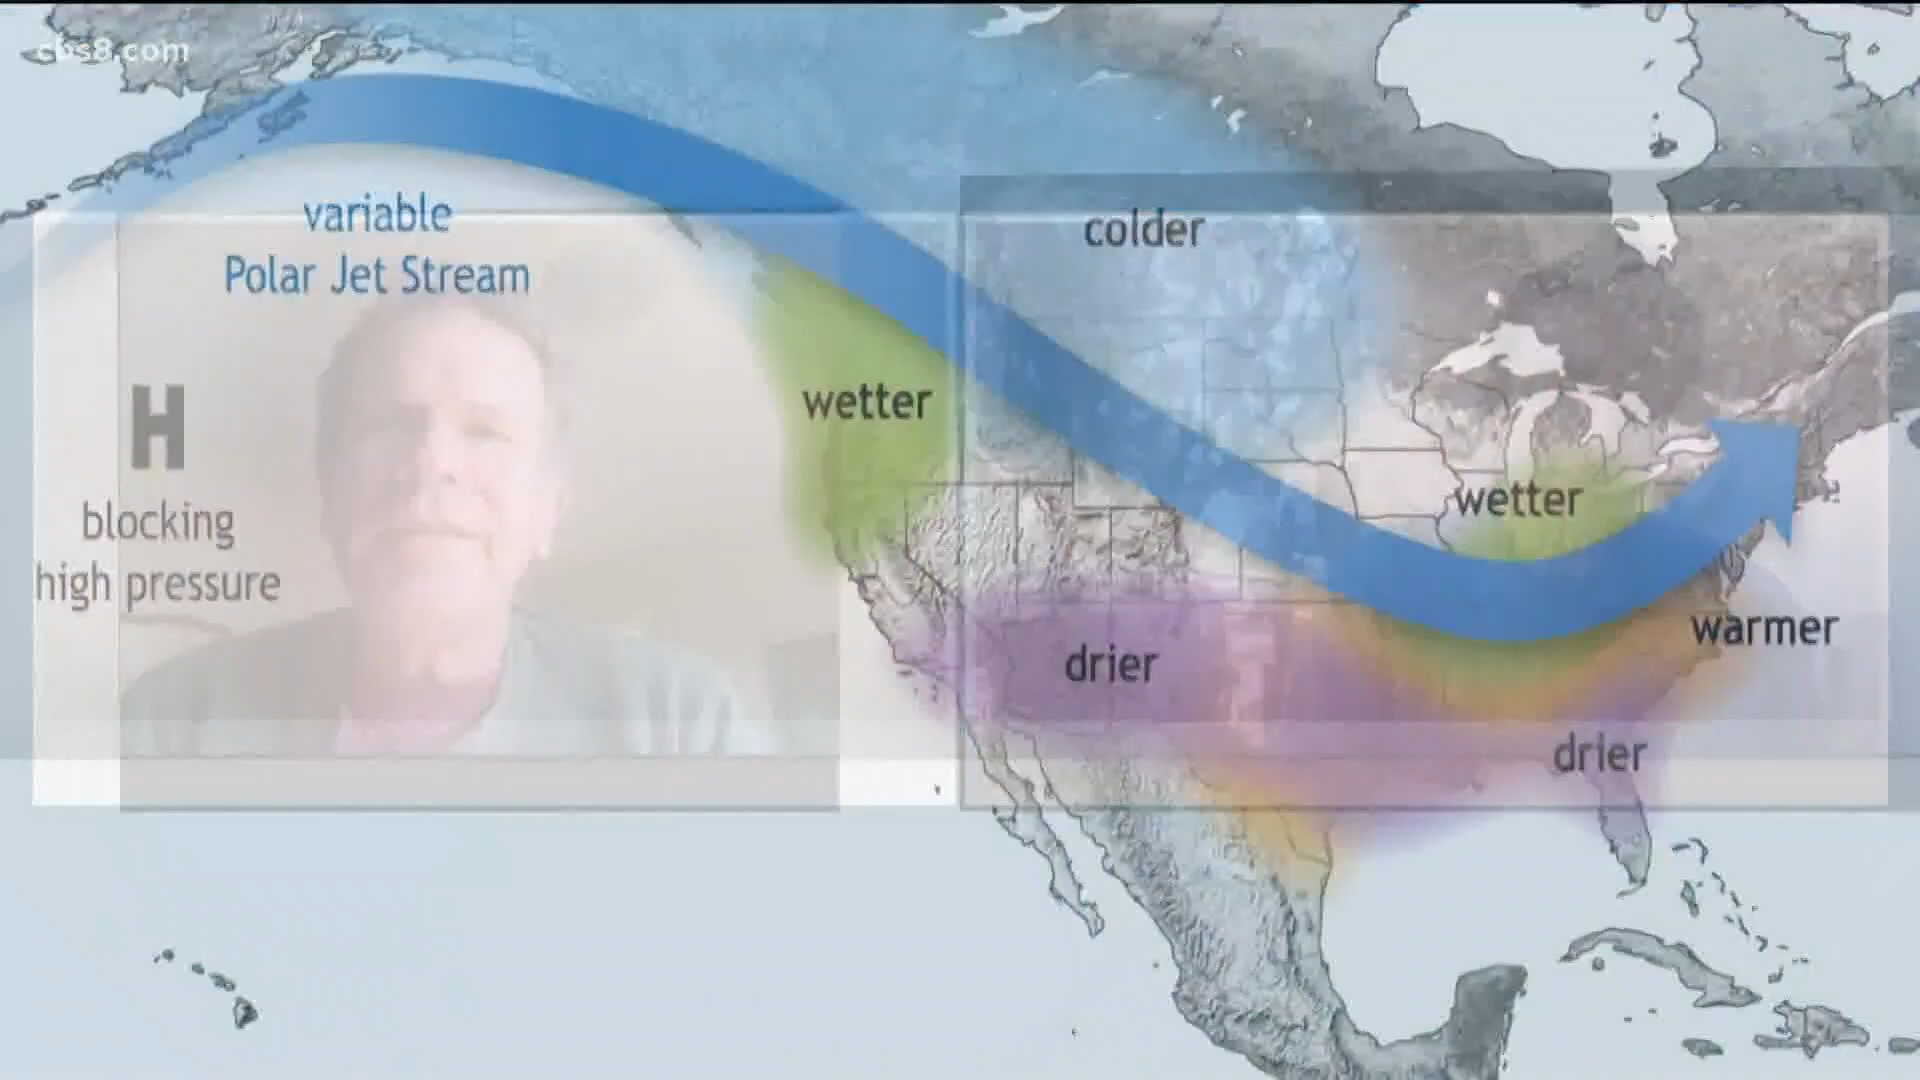 cbs8.com
variable
Polar Jet Stream
colder
H
blocking
high pressure
wetter
wetter
warmer
drier
drier